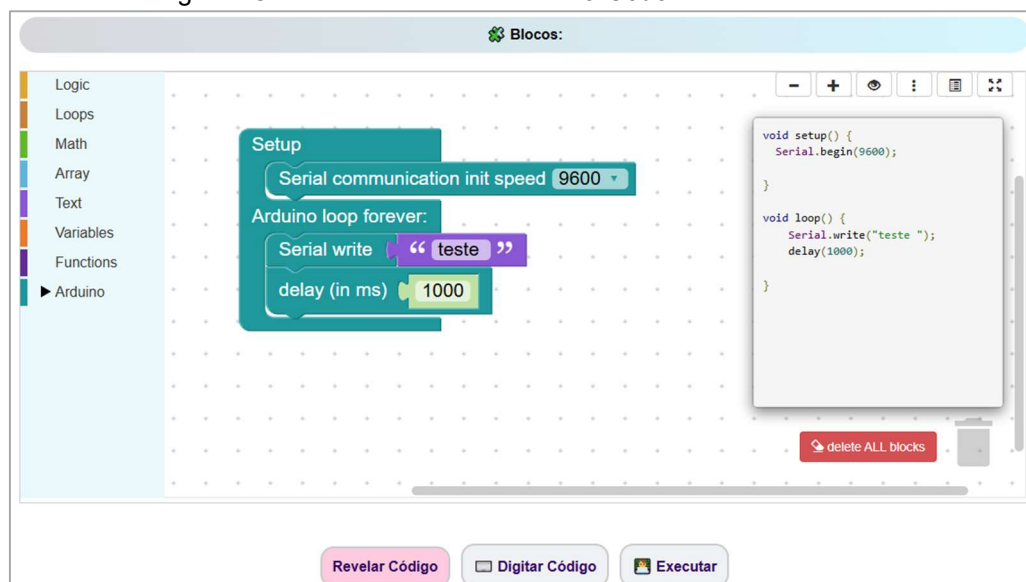 Blocos:
Logic
Loops
Math
Array
Text
Variables
Functions
Arduino
Setup
Serial communication init speed 9600
Arduino loop forever:
Serial write “ teste ”
delay (in ms) 1000
void setup() {
Serial.begin(9600);
}
void loop() {
Serial.write("teste ");
delay(1000);
}
delete ALL blocks
Revelar Código
Digitar Código
Executar